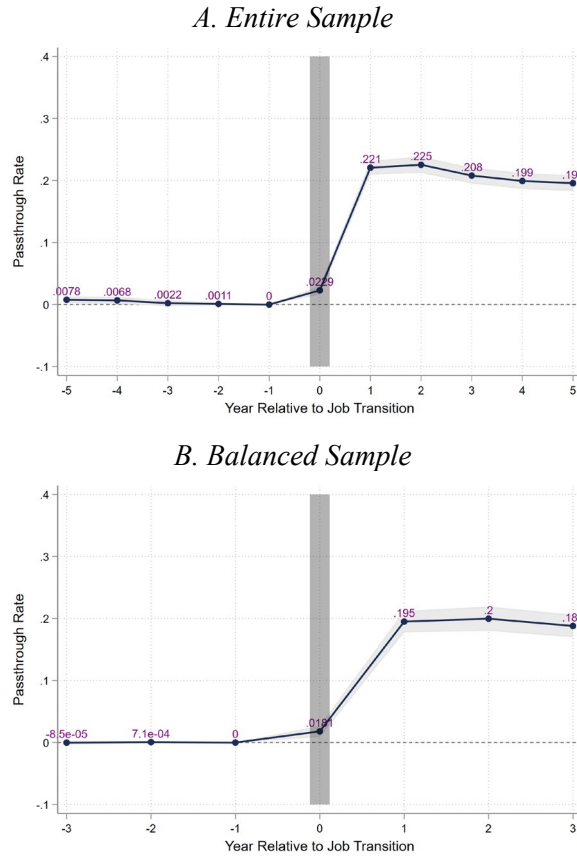 A. Entire Sample
.4
.3
.2
.1
0
-.1
Passthrough Rate
.0078
.0068
.0022
.0011
0
.0229
.221
.225
.208
.199
.19
-5 -4 -3 -2 -1 0 1 2 3 4 5
Year Relative to Job Transition
B. Balanced Sample
.4
.3
.2
.1
0
-.1
Passthrough Rate
-8.5e-05
7.1e-04
0
.0181
.195
.2
.18
-3 -2 -1 0 1 2 3
Year Relative to Job Transition